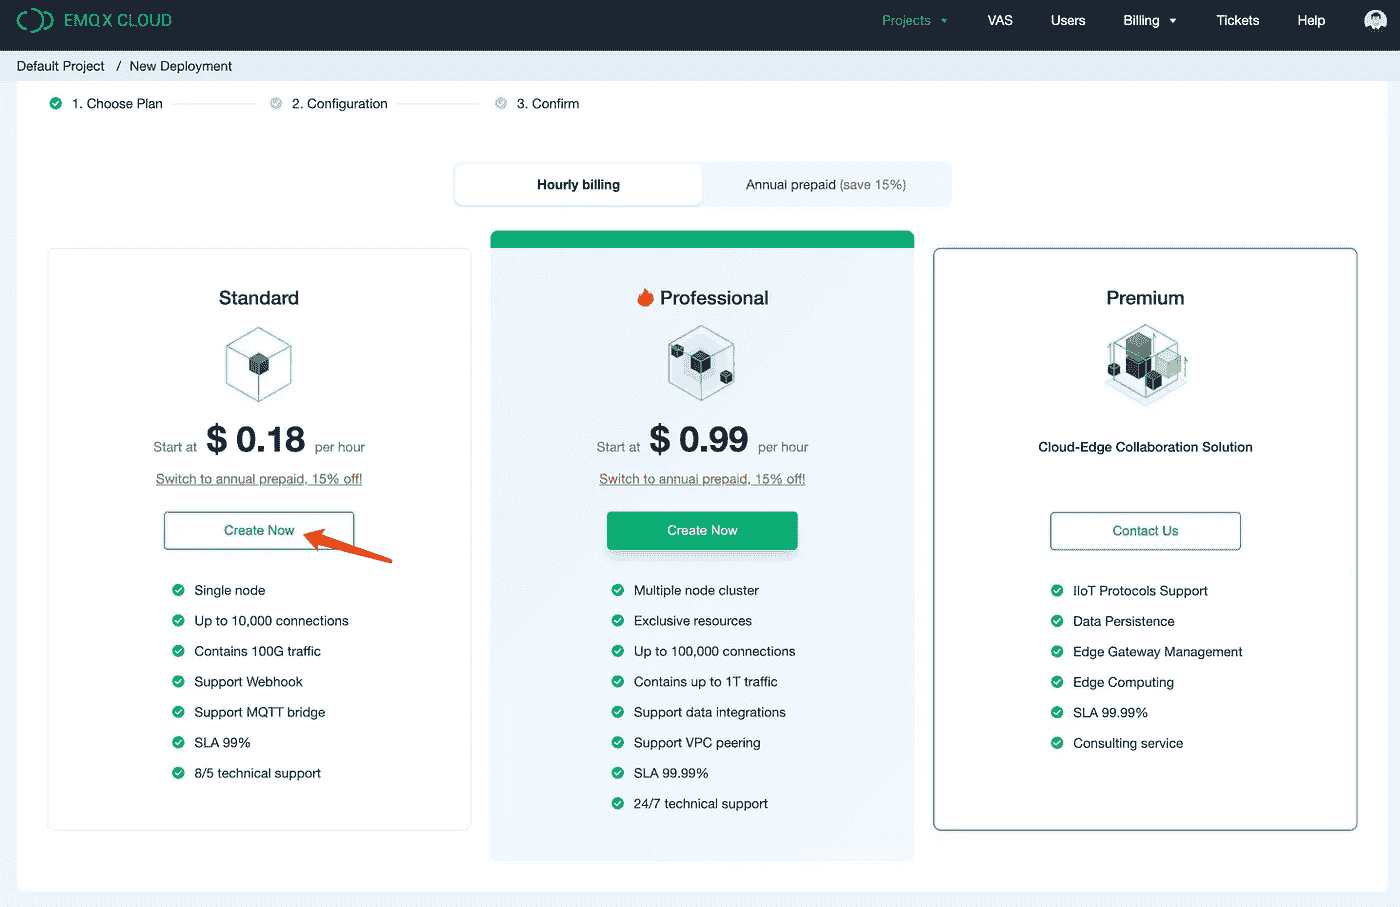 EMQX CLOUD
Projects
VAS
Users
Billing
Tickets
Help
Default Project / New Deployment
1. Choose Plan
2. Configuration
3. Confirm
Hourly billing
Annual prepaid (save 15%)
Standard
Start at $ 0.18 per hour
Switch to annual prepaid, 15% off!
Create Now
Single node
Up to 10,000 connections
Contains 100G traffic
Support Webhook
Support MQTT bridge
SLA 99%
8/5 technical support
Professional
Start at $ 0.99 per hour
Switch to annual prepaid, 15% off!
Create Now
Multiple node cluster
Exclusive resources
Up to 100,000 connections
Contains up to 1T traffic
Support data integrations
Support VPC peering
SLA 99.99%
24/7 technical support
Premium
Cloud-Edge Collaboration Solution
Contact Us
IIoT Protocols Support
Data Persistence
Edge Gateway Management
Edge Computing
SLA 99.99%
Consulting service